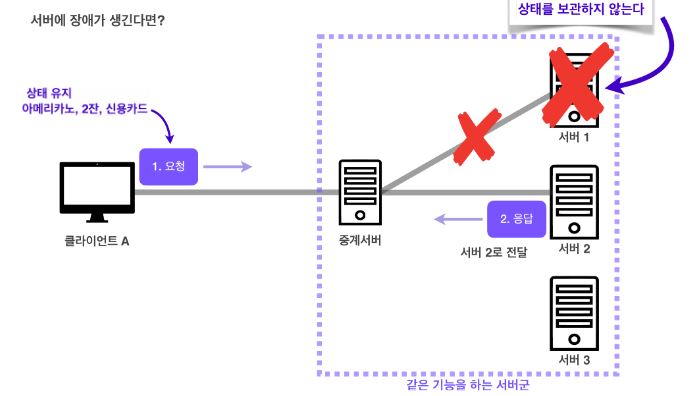 서버에 장애가 생긴다면?
상태를 보관하지 않는다
상태 유지
아메리카노, 2잔, 신용카드
1. 요청
서버 1
클라이언트 A
중계서버
2. 응답
서버 2로 전달
서버 2
서버 3
같은 기능을 하는 서버군